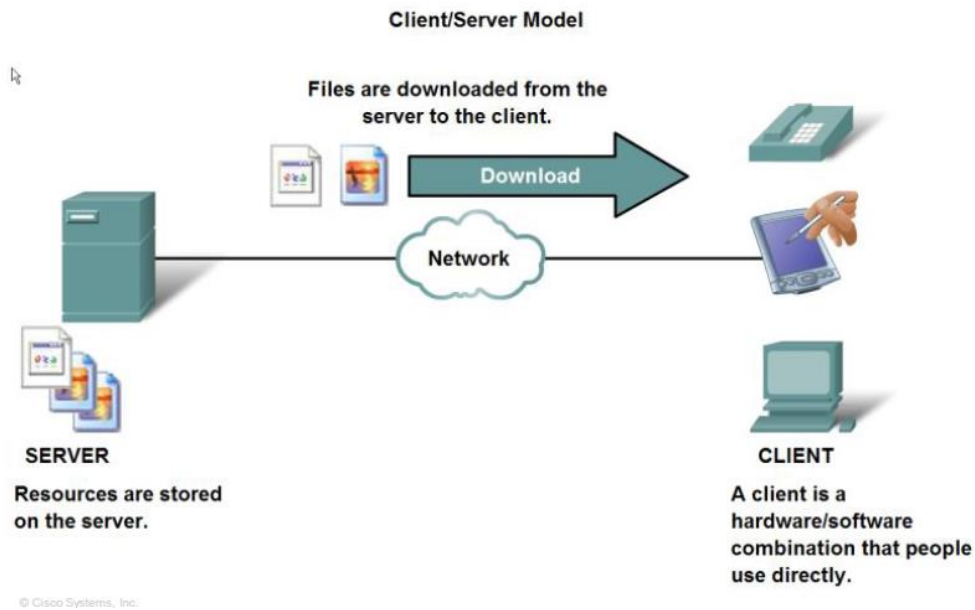 Client/Server Model
Files are downloaded from the
server to the client.
Download
Network
SERVER
Resources are stored
on the server.
CLIENT
A client is a
hardware/software
combination that people
use directly.
© Cisco Systems, Inc.